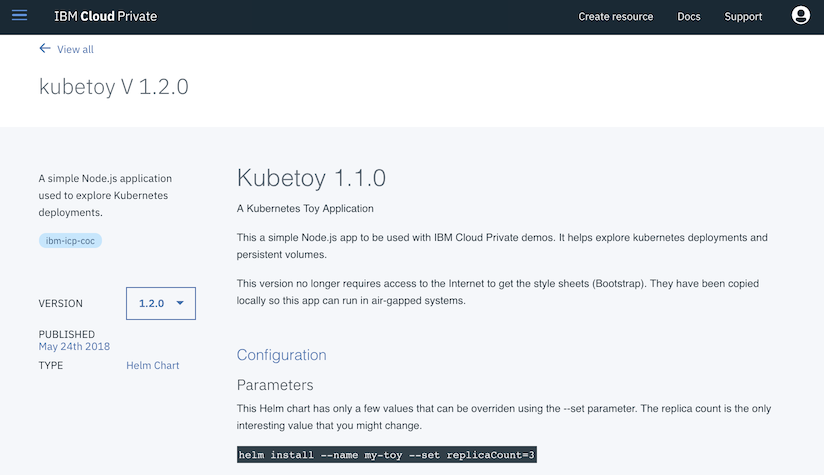 IBM Cloud Private
Create resource
Docs
Support
View all
kubetoy V 1.2.0
A simple Node.js application
used to explore Kubernetes
deployments.
ibm-icp-coc
VERSION
1.2.0
PUBLISHED
May 24th 2018
TYPE
Helm Chart
Kubetoy 1.1.0
A Kubernetes Toy Application
This a simple Node.js app to be used with IBM Cloud Private demos. It helps explore kubernetes deployments and
persistent volumes.
This version no longer requires access to the Internet to get the style sheets (Bootstrap). They have been copied
locally so this app can run in air-gapped systems.
Configuration
Parameters
This Helm chart has only a few values that can be overriden using the --set parameter. The replica count is the only
interesting value that you might change.
helm install --name my-toy --set replicaCount=3